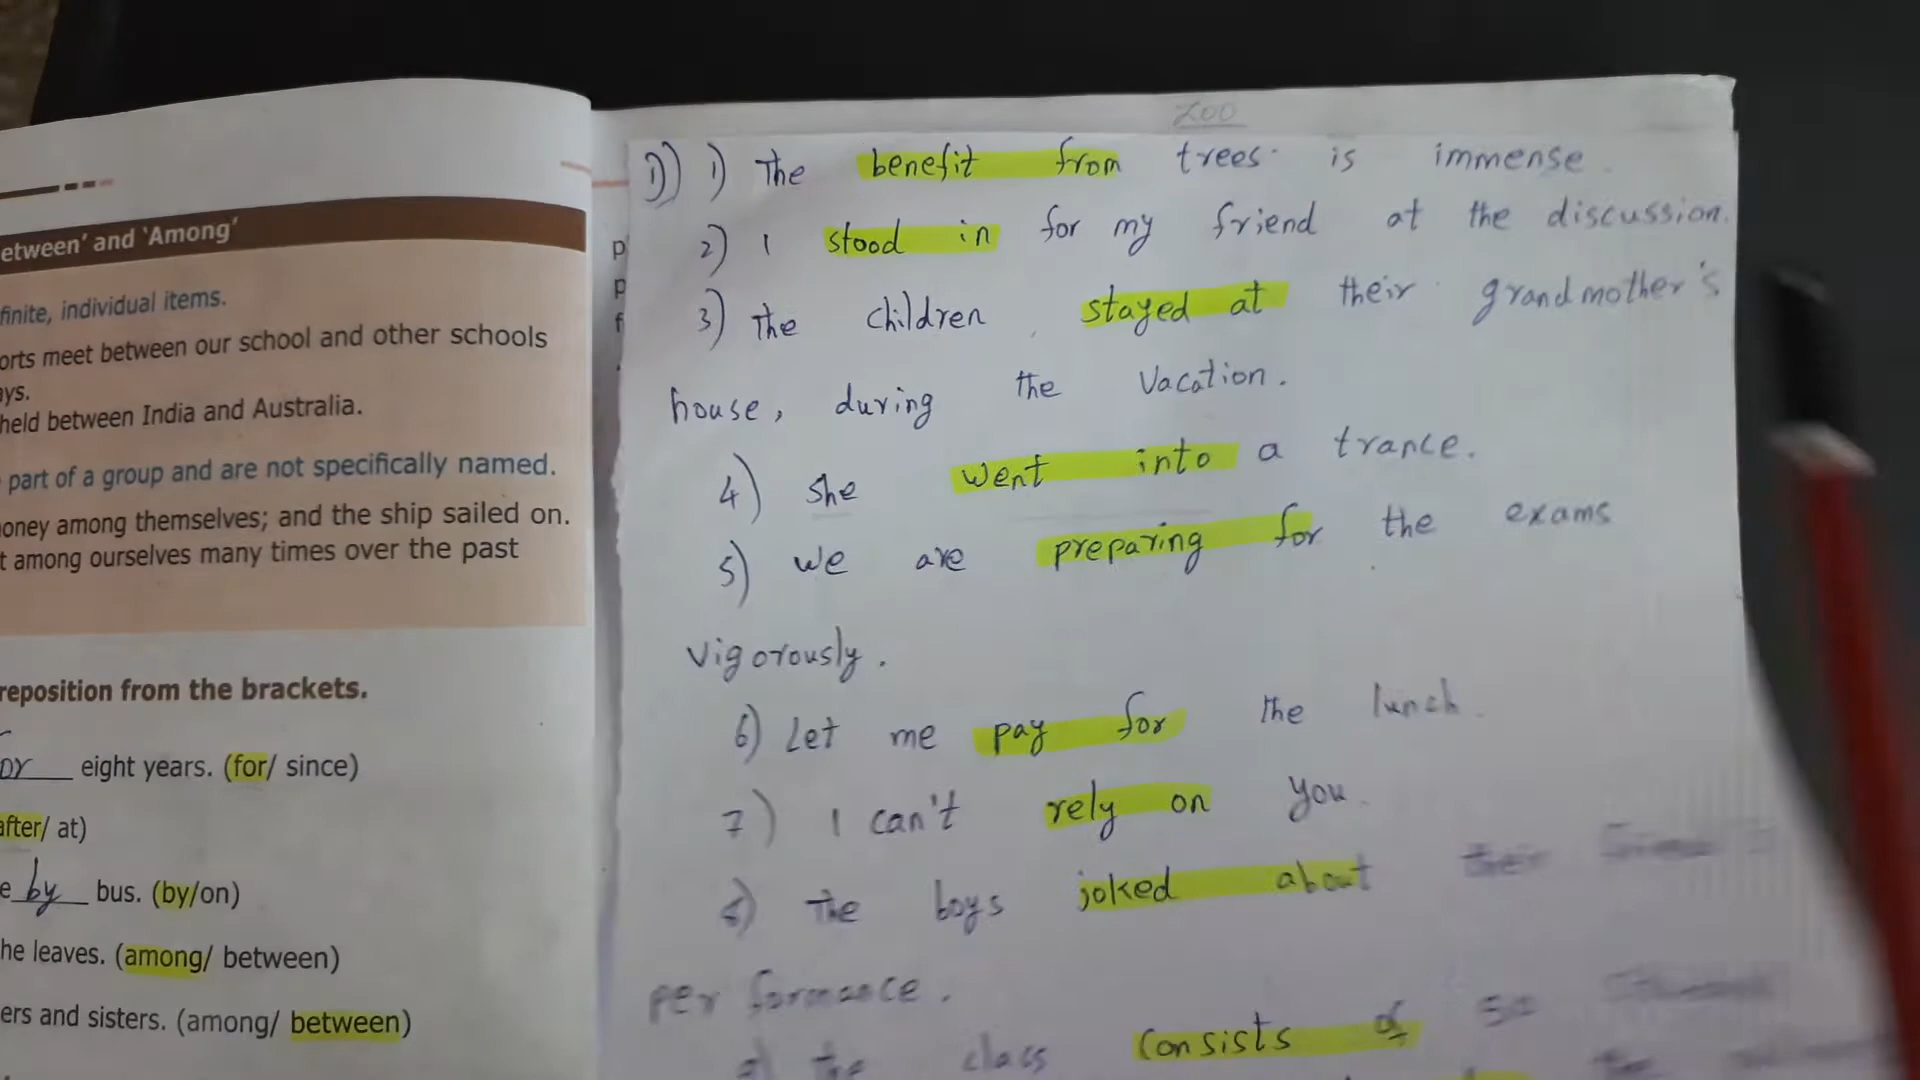 etween' and 'Among'
finite, individual items.
orts meet between our school and other schools
ays.
held between India and Australia.
part of a group and are not specifically named.
oney among themselves; and the ship sailed on.
t among ourselves many times over the past
reposition from the brackets.
or eight years. (for/ since)
after/ at)
e by bus. (by/on)
he leaves. (among/ between)
ers and sisters. (among/ between)
p
p
f
200
D) 1) The benefit from trees is immense.
2) I stood in for my friend at the discussion.
3) The children stayed at their grandmother's
house, during the vacation.
4) She went into a trance.
5) We are preparing for the exams
vigorously.
6) Let me pay for the lunch.
7) I can't rely on you.
8) The boys joked about their
performance.
The class consists of 50